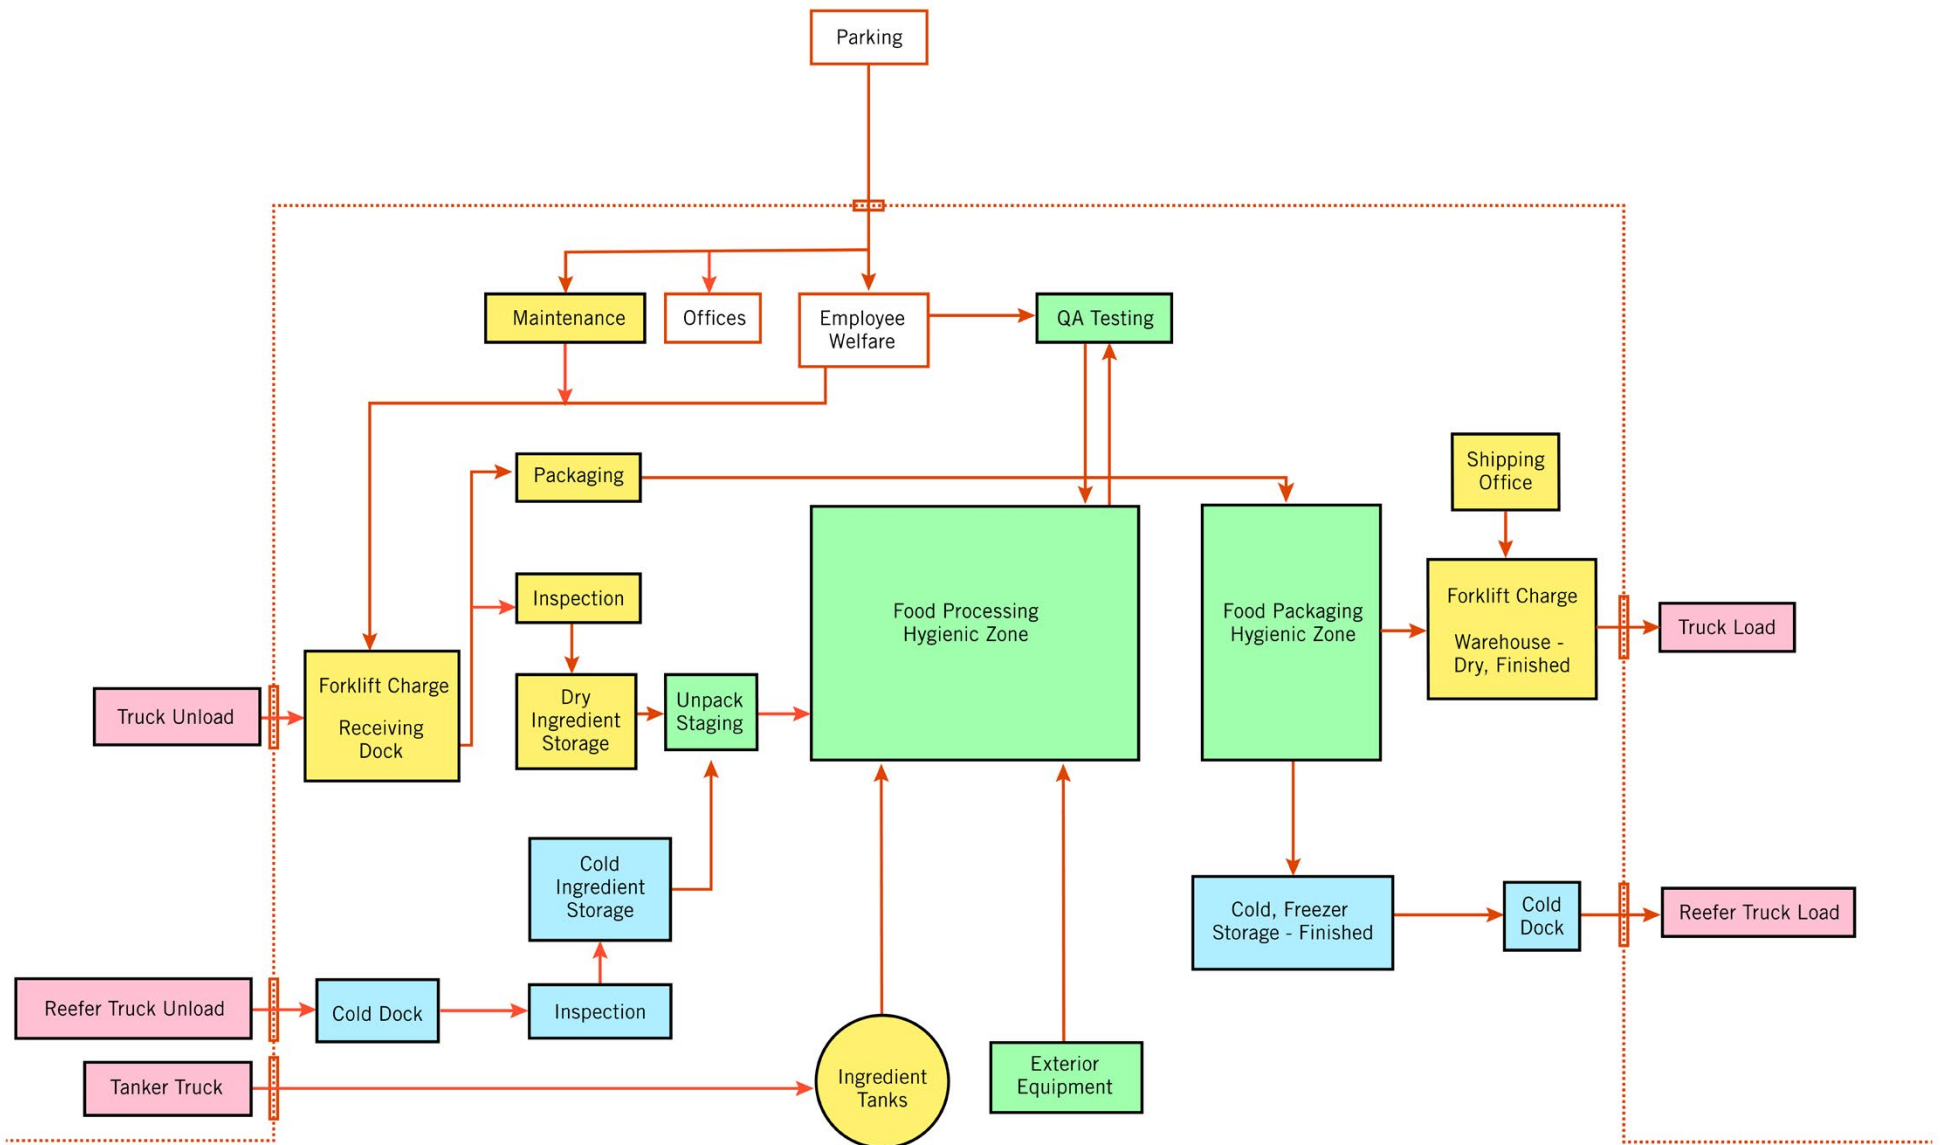 Parking
Maintenance
Offices
Employee
Welfare
QA Testing
Packaging
Shipping
Office
Inspection
Food Processing
Hygienic Zone
Food Packaging
Hygienic Zone
Forklift Charge
Warehouse -
Dry, Finished
Truck Load
Truck Unload
Forklift Charge
Receiving
Dock
Dry
Ingredient
Storage
Unpack
Staging
Cold
Ingredient
Storage
Cold, Freezer
Storage - Finished
Cold
Dock
Reefer Truck Load
Reefer Truck Unload
Cold Dock
Inspection
Tanker Truck
Ingredient
Tanks
Exterior
Equipment